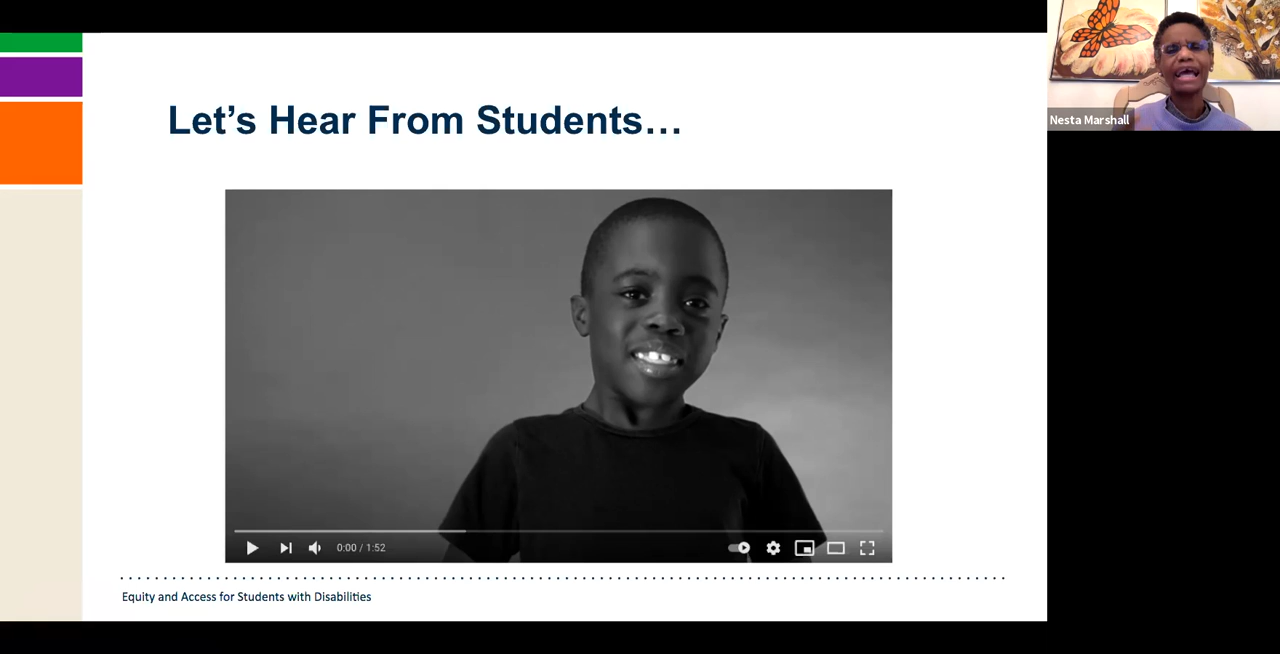 Let’s Hear From Students…
Nesta Marshall
0:00 / 1:52
Equity and Access for Students with Disabilities